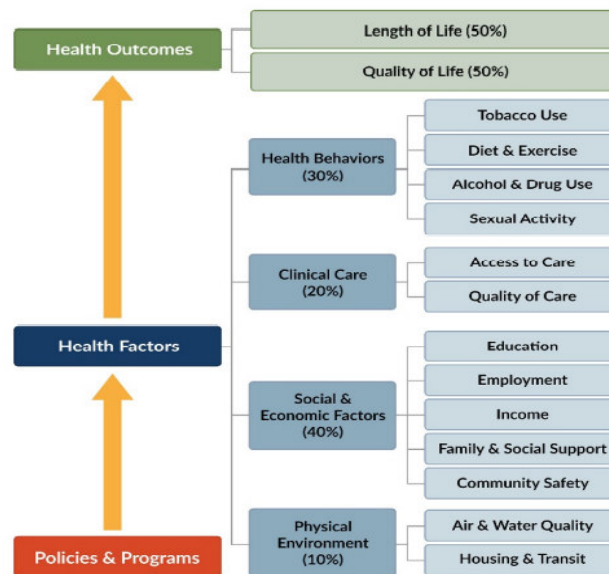 Health Outcomes
Length of Life (50%)
Quality of Life (50%)
Health Factors
Health Behaviors
(30%)
Tobacco Use
Diet & Exercise
Alcohol & Drug Use
Sexual Activity
Clinical Care
(20%)
Access to Care
Quality of Care
Social &
Economic Factors
(40%)
Education
Employment
Income
Family & Social Support
Community Safety
Physical
Environment
(10%)
Air & Water Quality
Housing & Transit
Policies & Programs